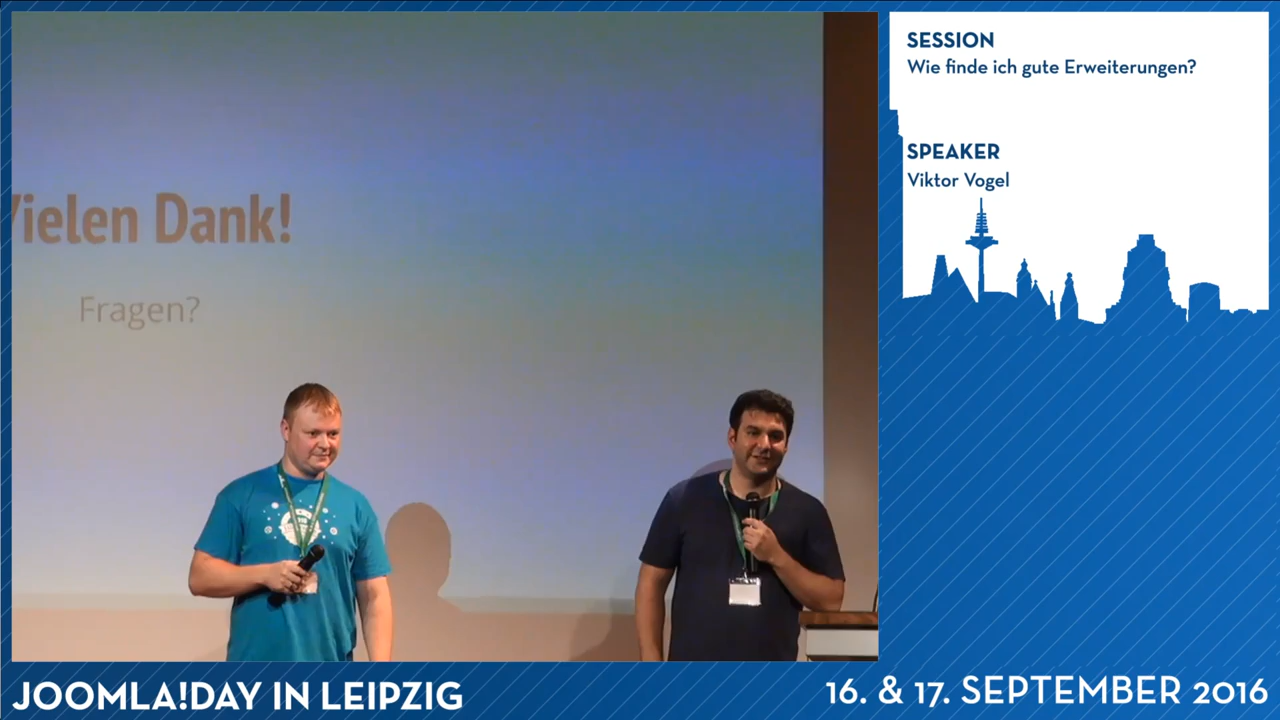 SESSION
Wie finde ich gute Erweiterungen?
SPEAKER
Viktor Vogel
Vielen Dank!
Fragen?
JOOMLA!DAY IN LEIPZIG
16. & 17. SEPTEMBER 2016